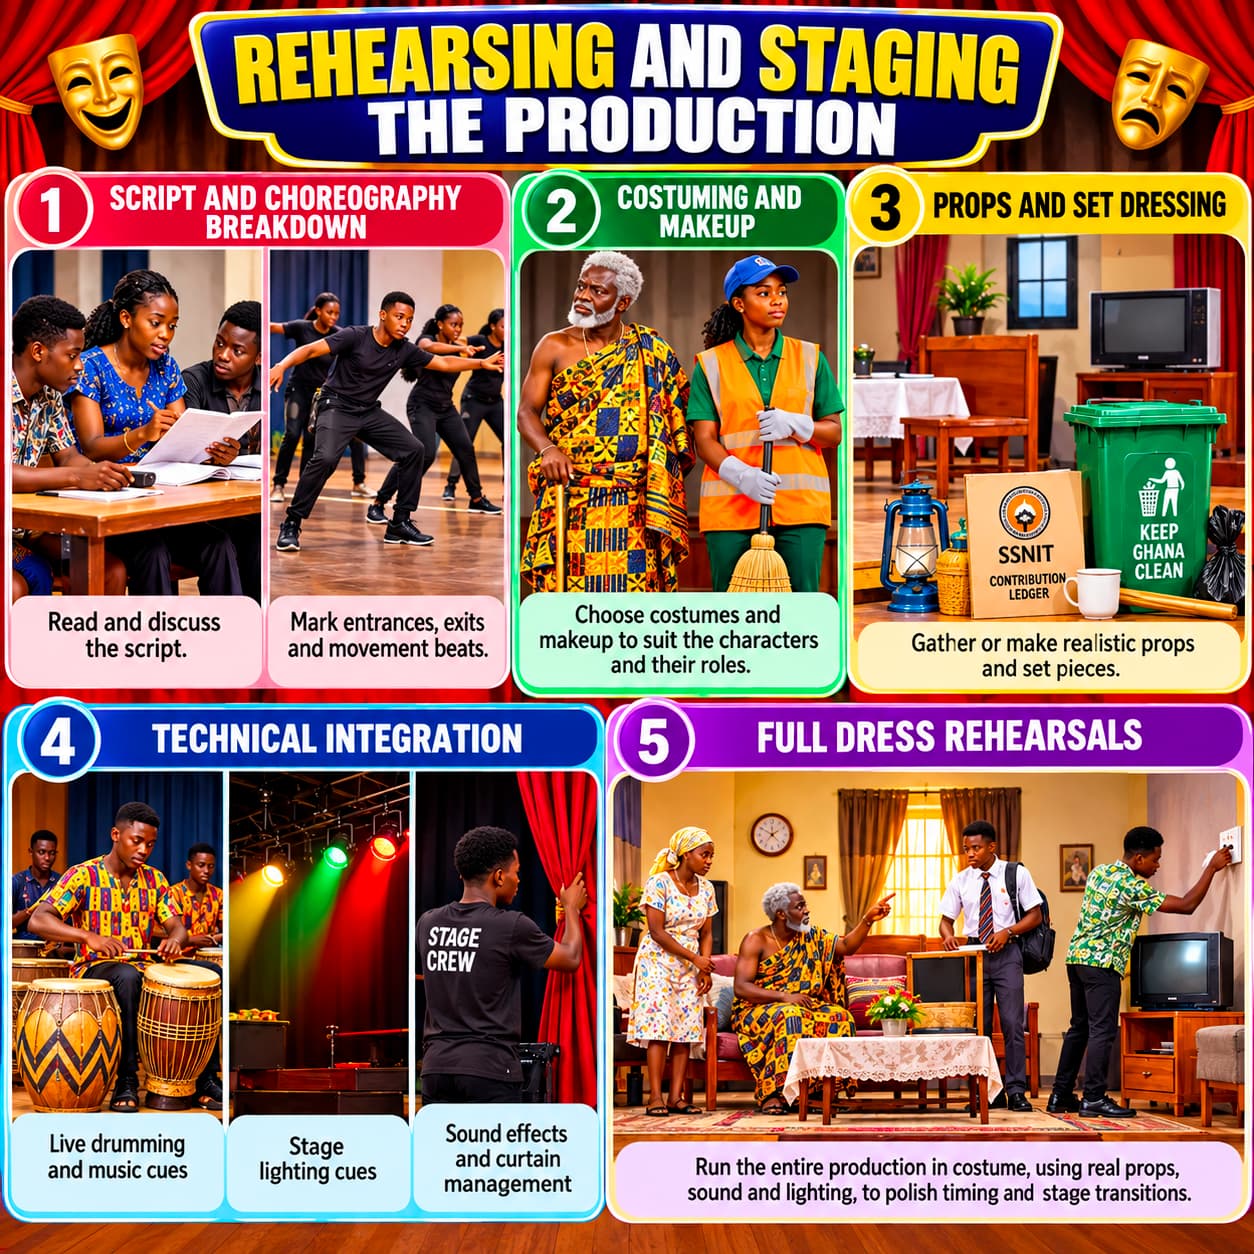 REHEARSING AND STAGING
THE PRODUCTION
1
SCRIPT AND CHOREOGRAPHY
BREAKDOWN
Read and discuss
the script.
Mark entrances, exits
and movement beats.
2
COSTUMING AND
MAKEUP
Choose costumes and
makeup to suit the characters
and their roles.
3
PROPS AND SET DRESSING
SSNIT
CONTRIBUTION
LEDGER
KEEP
GHANA
CLEAN
Gather or make realistic props
and set pieces.
4
TECHNICAL INTEGRATION
Live drumming
and music cues
Stage
lighting cues
STAGE
CREW
Sound effects
and curtain
management
5
FULL DRESS REHEARSALS
Run the entire production in costume, using real props,
sound and lighting, to polish timing and stage transitions.